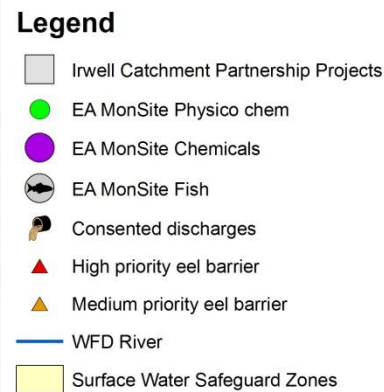 Legend
Irwell Catchment Partnership Projects
EA MonSite Physico chem
EA MonSite Chemicals
EA MonSite Fish
Consented discharges
High priority eel barrier
Medium priority eel barrier
WFD River
Surface Water Safeguard Zones